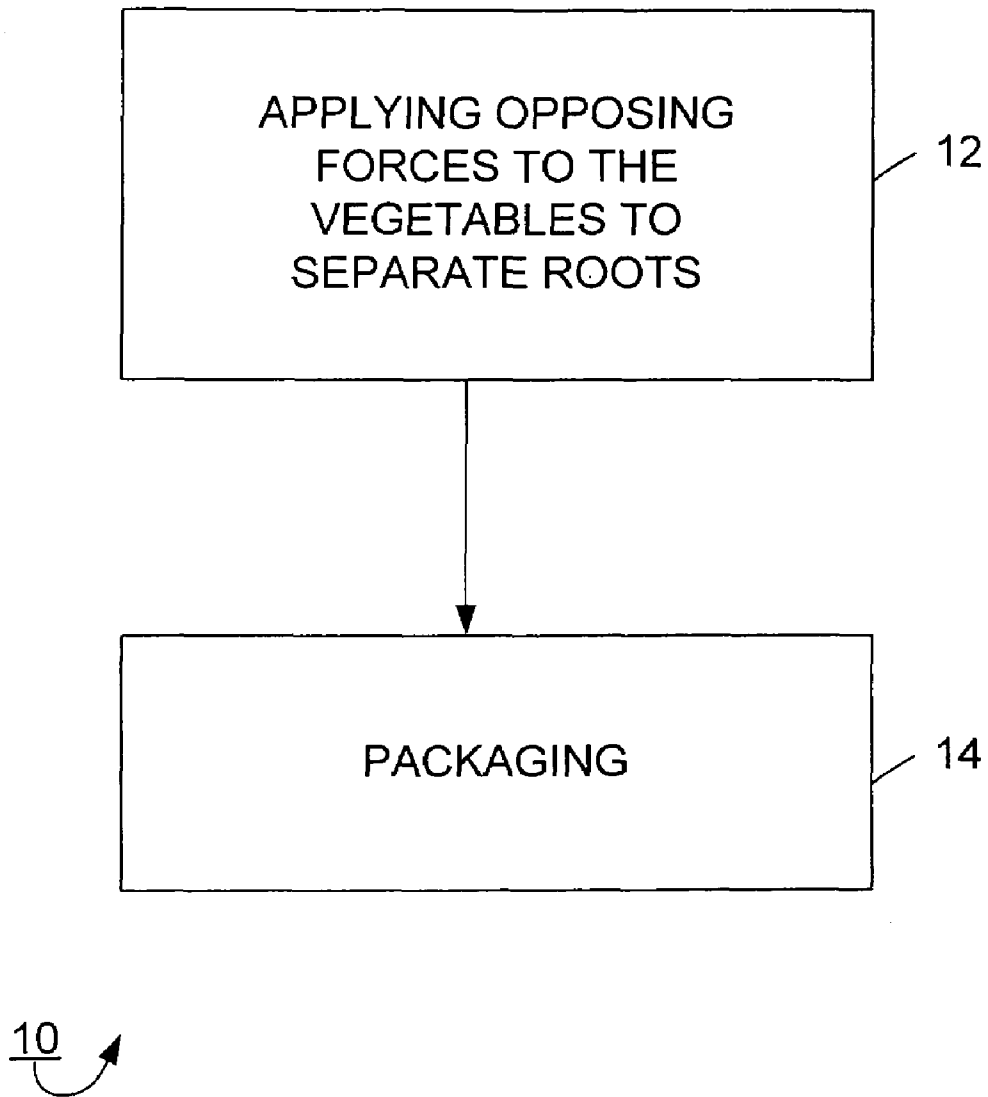 APPLYING OPPOSING
FORCES TO THE
VEGETABLES TO
SEPARATE ROOTS
12
PACKAGING
14
10